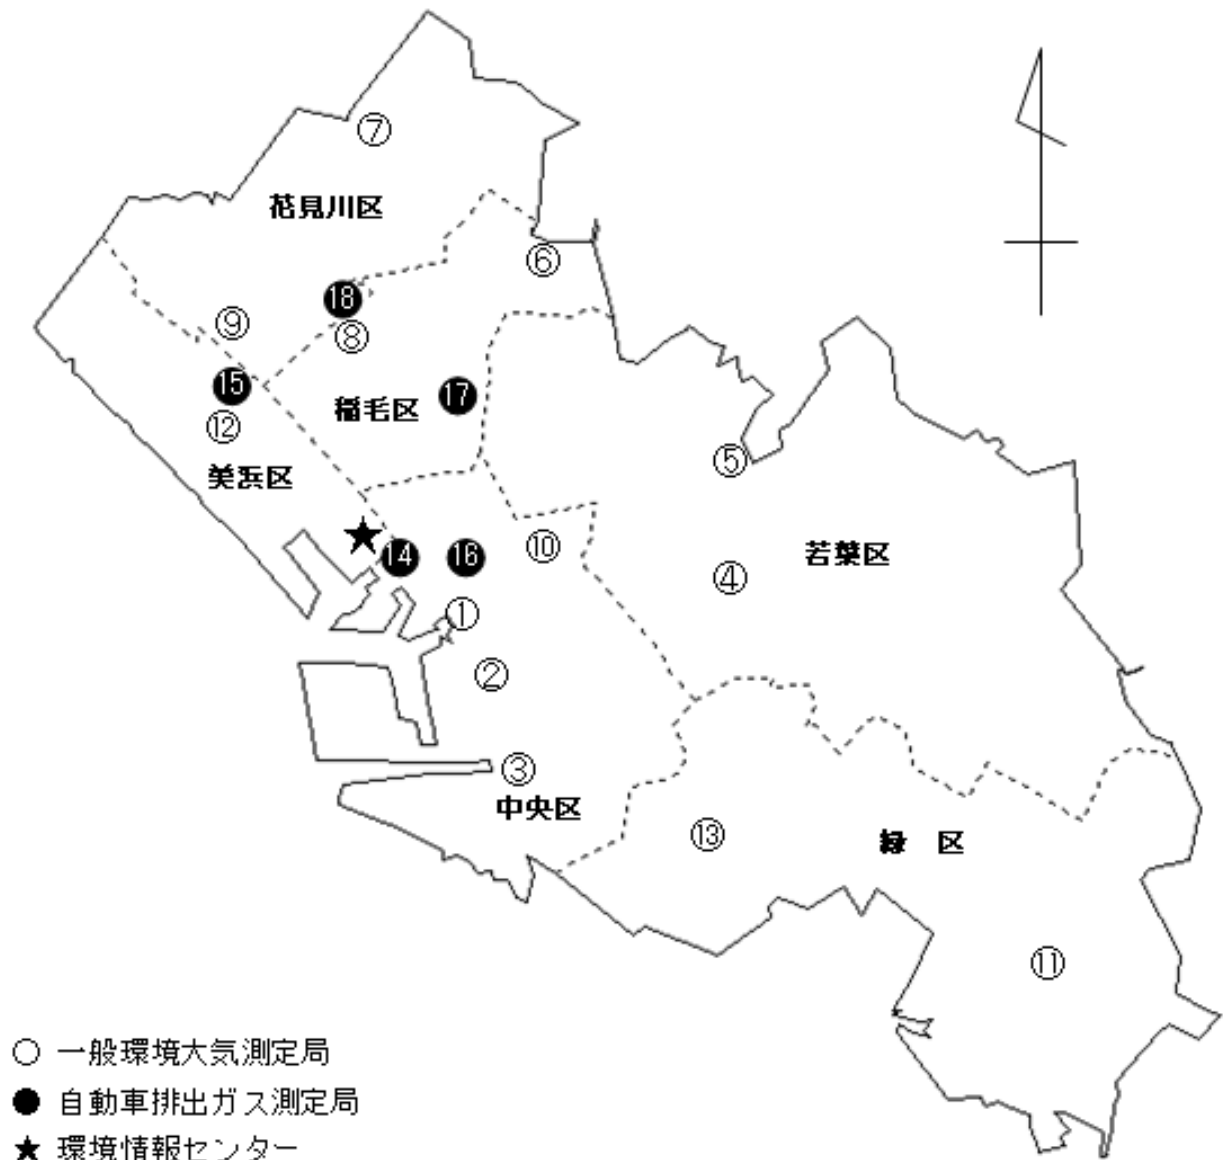 ⑦
花見川区
⑥
⑱
⑨
⑧
⑮
⑰
稲毛区
⑫
⑤
美浜区
⑩
⑭
⑯
若葉区
④
①
②
③
中央区
⑬
緑 区
⑪
○ 一般環境大気測定局
● 自動車排出ガス測定局
★ 環境情報センター